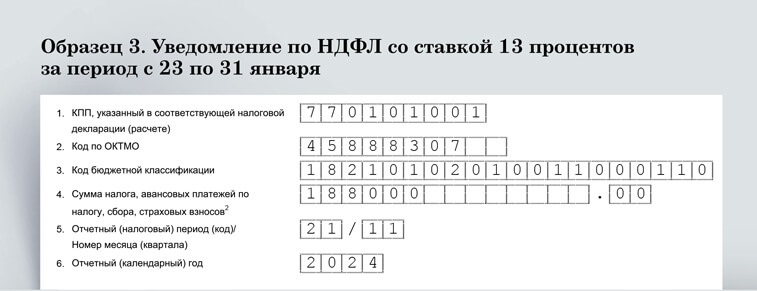 Образец 3. Уведомление по НДФЛ со ставкой 13 процентов
за период с 23 по 31 января
1. КПП, указанный в соответствующей налоговой
декларации (расчете)
770101001
2. Код по ОКТМО
45888307
3. Код бюджетной классификации
18210102010011000110
4. Сумма налога, авансовых платежей по
налогу, сбора, страховых взносов2
188000 . 00
5. Отчетный (налоговый) период (код)/
Номер месяца (квартала)
21 / 11
6. Отчетный (календарный) год
2024